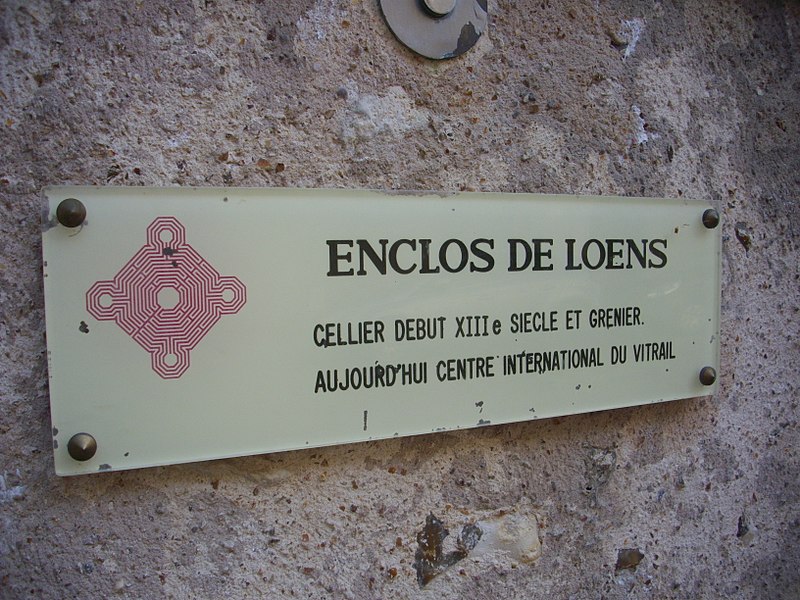 ENCLOS DE LOENS
CELLIER DEBUT XIIIe SIECLE ET GRENIER.
AUJOURD'HUI CENTRE INTERNATIONAL DU VITRAIL